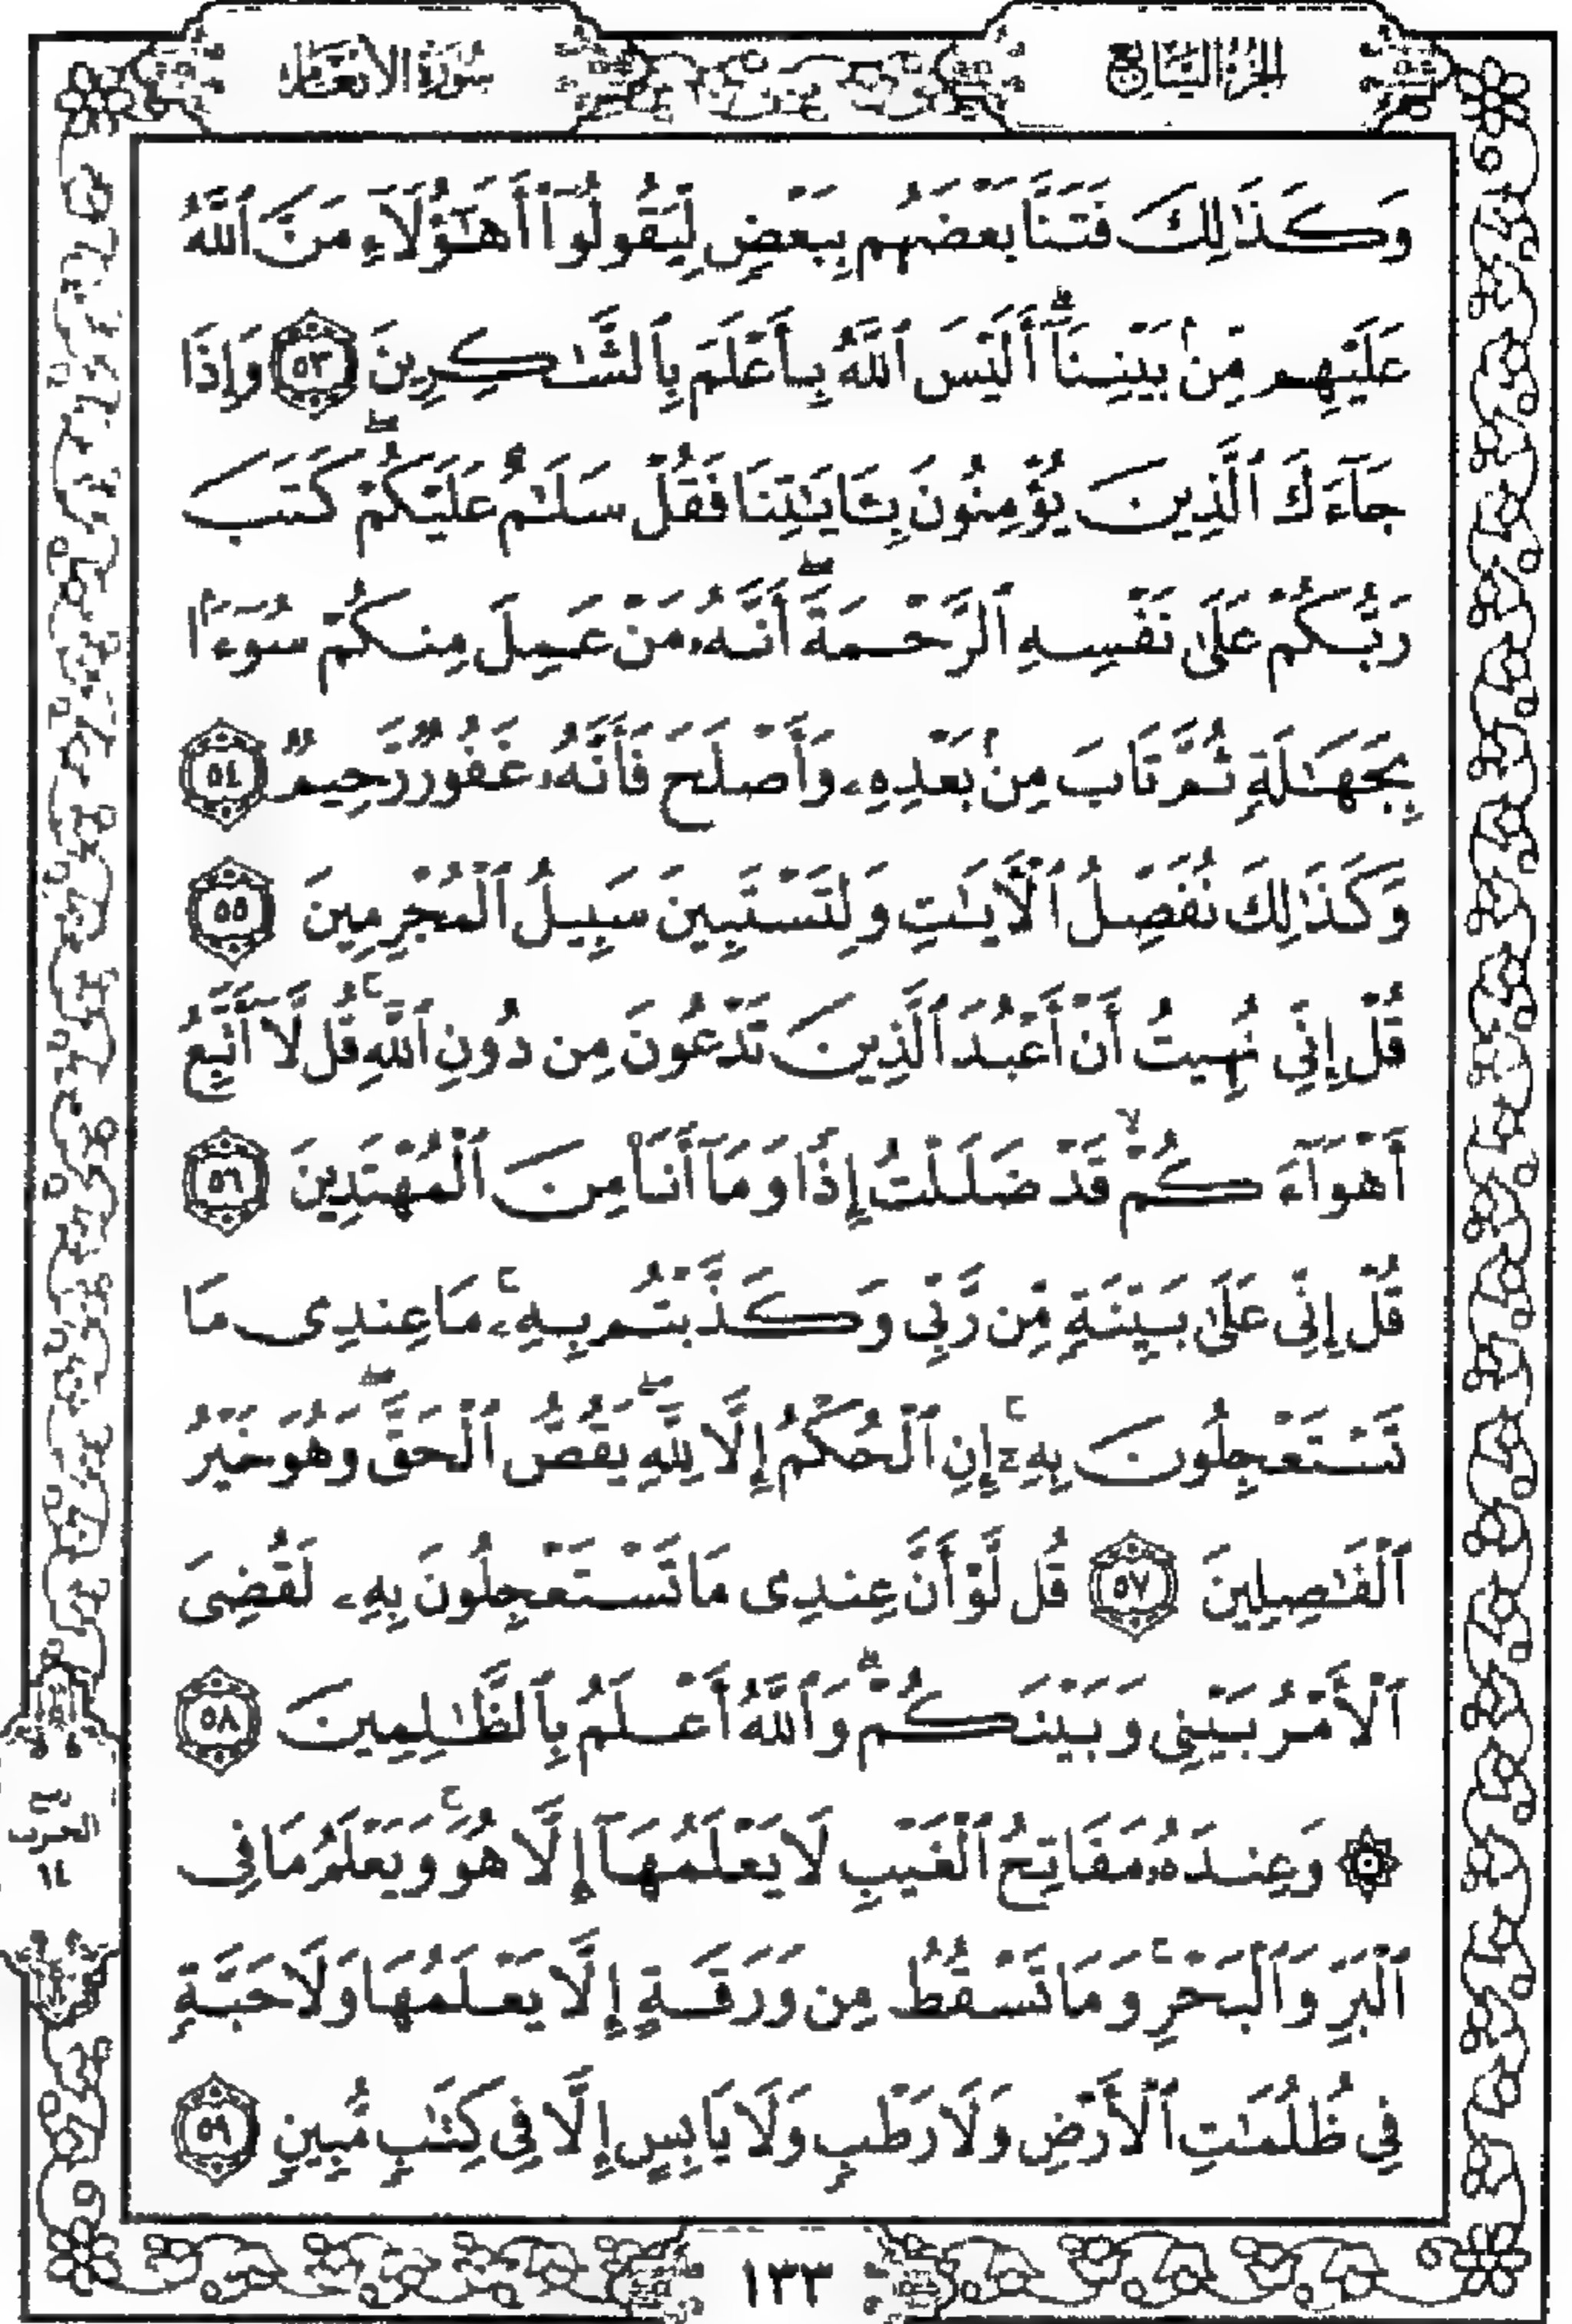 الجزء السابع
سورة الأنعام
وَكَذَٰلِكَ فَتَنَّا بَعْضَهُم بِبَعْضٍ لِّيَقُولُوٓا۟ أَهَـٰٓؤُلَآءِ مَنَّ ٱللَّهُ
عَلَيْهِم مِّنۢ بَيْنِنَآ ۗ أَلَيْسَ ٱللَّهُ بِأَعْلَمَ بِٱلشَّـٰكِرِينَ ٥٣ وَإِذَا
جَآءَكَ ٱلَّذِينَ يُؤْمِنُونَ بِـَٔايَـٰتِنَا فَقُلْ سَلَـٰمٌ عَلَيْكُمْ ۖ كَتَبَ
رَبُّكُمْ عَلَىٰ نَفْسِهِ ٱلرَّحْمَةَ ۖ أَنَّهُۥ مَنْ عَمِلَ مِنكُمْ سُوٓءًۢا
بِجَهَـٰلَةٍ ثُمَّ تَابَ مِنۢ بَعْدِهِۦ وَأَصْلَحَ فَأَنَّهُۥ غَفُورٌ رَّحِيمٌ ٥٤
وَكَذَٰلِكَ نُفَصِّلُ ٱلْـَٔايَـٰتِ وَلِتَسْتَبِينَ سَبِيلُ ٱلْمُجْرِمِينَ ٥٥
قُلْ إِنِّى نُهِيتُ أَنْ أَعْبُدَ ٱلَّذِينَ تَدْعُونَ مِن دُونِ ٱللَّهِ ۚ قُل لَّآ أَتَّبِعُ
أَهْوَآءَكُمْ ۙ قَدْ ضَلَلْتُ إِذًا وَمَآ أَنَا۠ مِنَ ٱلْمُهْتَدِينَ ٥٦
قُلْ إِنِّى عَلَىٰ بَيِّنَةٍ مِّن رَّبِّى وَكَذَّبْتُم بِهِۦ ۚ مَا عِندِى مَا
تَسْتَعْجِلُونَ بِهِۦٓ ۚ إِنِ ٱلْحُكْمُ إِلَّا لِلَّهِ ۖ يَقُصُّ ٱلْحَقَّ ۖ وَهُوَ خَيْرُ
ٱلْفَـٰصِلِينَ ٥٧ قُل لَّوْ أَنَّ عِندِى مَا تَسْتَعْجِلُونَ بِهِۦ لَقُضِىَ
ٱلْأَمْرُ بَيْنِى وَبَيْنَكُمْ ۗ وَٱللَّهُ أَعْلَمُ بِٱلظَّـٰلِمِينَ ٥٨
۞ وَعِندَهُۥ مَفَاتِحُ ٱلْغَيْبِ لَا يَعْلَمُهَآ إِلَّا هُوَ ۚ وَيَعْلَمُ مَا فِى
ٱلْبَرِّ وَٱلْبَحْرِ ۚ وَمَا تَسْقُطُ مِن وَرَقَةٍ إِلَّا يَعْلَمُهَا وَلَا حَبَّةٍ
فِى ظُلُمَـٰتِ ٱلْأَرْضِ وَلَا رَطْبٍ وَلَا يَابِسٍ إِلَّا فِى كِتَـٰبٍ مُّبِينٍ ٥٩
الحزب
١٤
١٣٣